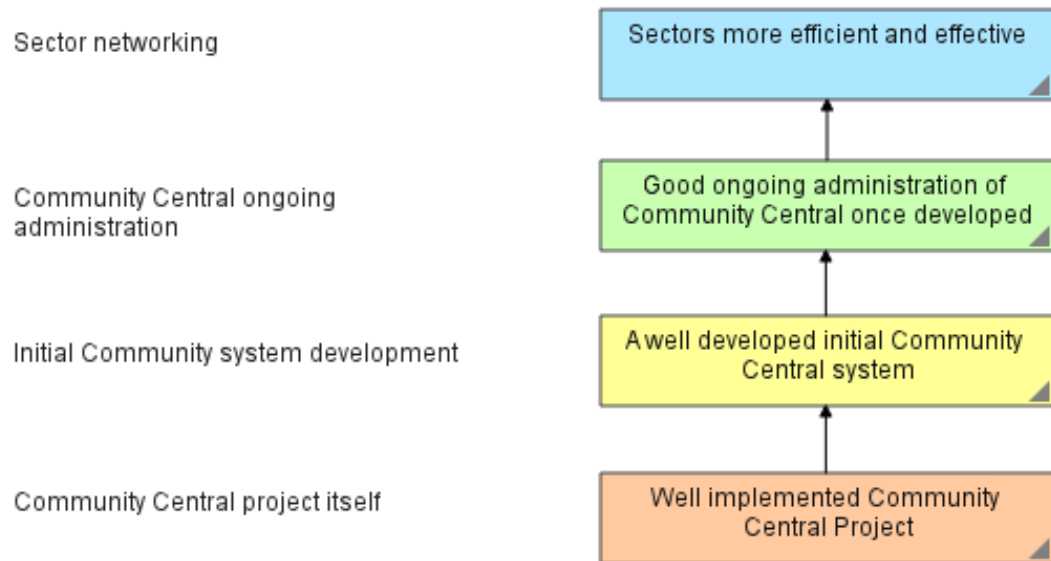 Sector networking
Sectors more efficient and effective
Community Central ongoing
administration
Good ongoing administration of
Community Central once developed
Initial Community system development
A well developed initial Community
Central system
Community Central project itself
Well implemented Community
Central Project